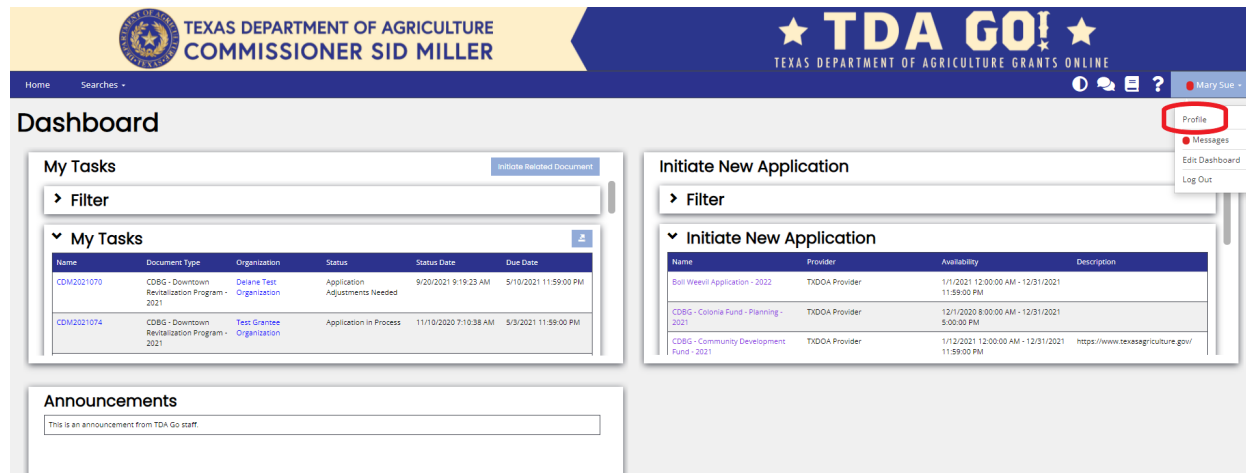 TEXAS DEPARTMENT OF AGRICULTURE
COMMISSIONER SID MILLER
TDA GO!
TEXAS DEPARTMENT OF AGRICULTURE GRANTS ONLINE
Home Searches
? Mary Sue
Dashboard
Profile
Messages
Edit Dashboard
Log Out
My Tasks
Initiate Related Document
Filter
My Tasks
Name Document Type Organization Status Status Date Due Date
CDM2021070 CDBG - Downtown Delane Test Application 9/20/2021 9:19:23 AM 5/10/2021 11:59:00 PM
Revitalization Program - Organization Adjustments Needed
2021
CDM2021074 CDBG - Downtown Test Grantee Application in Process 11/10/2020 7:10:38 AM 5/3/2021 11:59:00 PM
Revitalization Program - Organization
2021
Initiate New Application
Filter
Initiate New Application
Name Provider Availability Description
Boll Weevil Application - 2022 TXDOA Provider 1/1/2021 12:00:00 AM - 12/31/2021
11:59:00 PM
CDBG - Colonia Fund - Planning - TXDOA Provider 12/1/2020 8:00:00 AM - 12/31/2021
2021 5:00:00 PM
CDBG - Community Development TXDOA Provider 1/12/2021 12:00:00 AM - 12/31/2021 https://www.texasagriculture.gov/
Fund - 2021 11:59:00 PM
Announcements
This is an announcement from TDA Go staff.